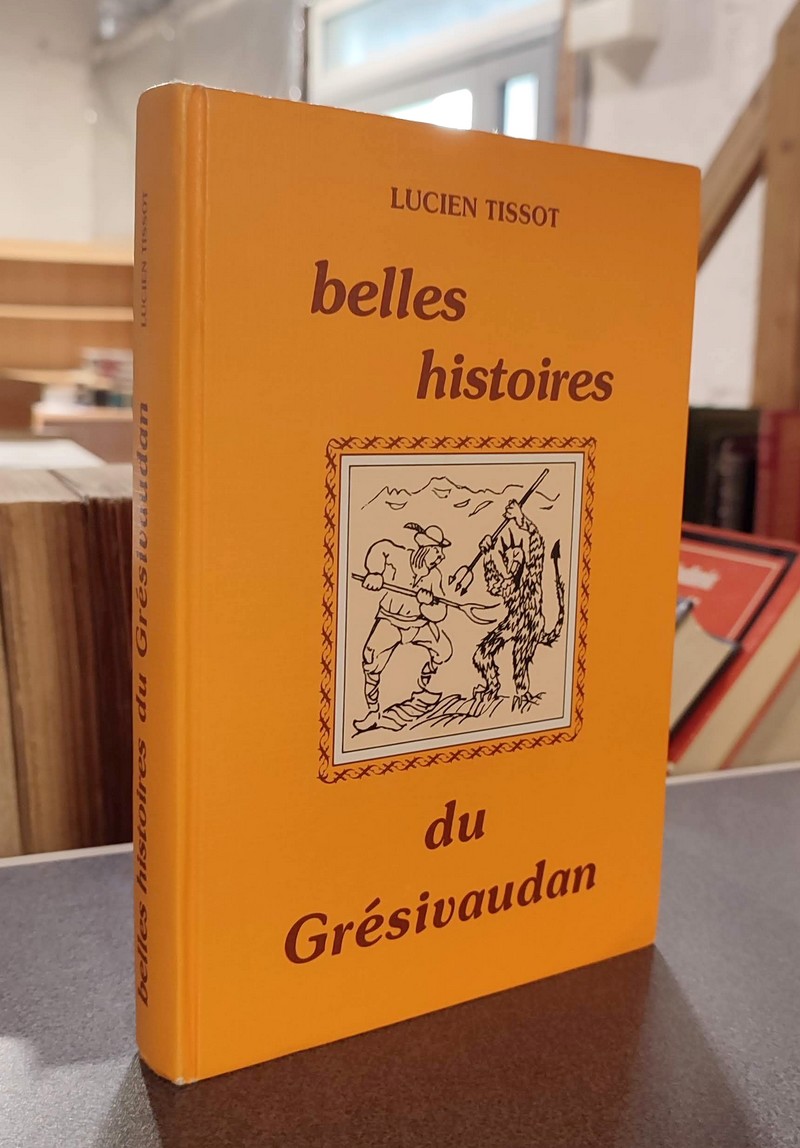 LUCIEN TISSOT
belles
histoires
du
Grésivaudan
belles histoires du Grésivaudan LUCIEN TISSOT